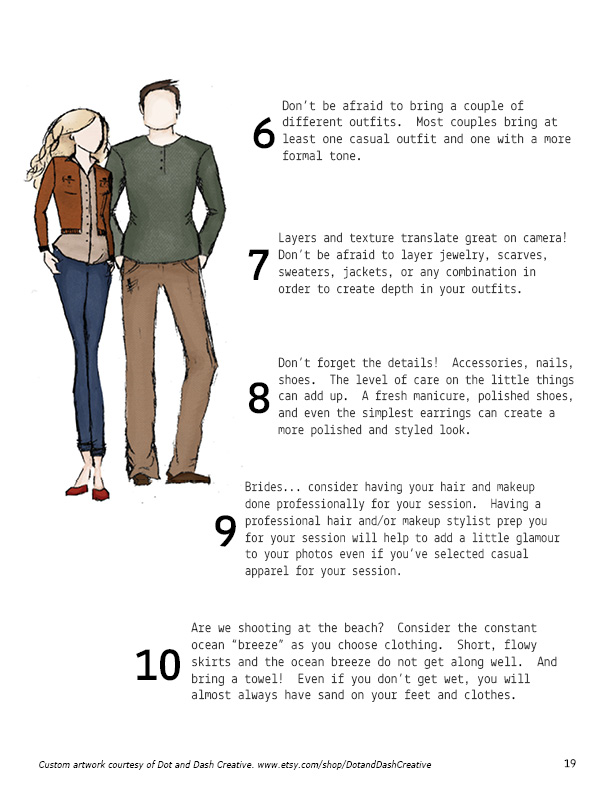 6
Don't be afraid to bring a couple of
different outfits.  Most couples bring at
least one casual outfit and one with a more
formal tone.
7
Layers and texture translate great on camera!
Don't be afraid to layer jewelry, scarves,
sweaters, jackets, or any combination in
order to create depth in your outfits.
8
Don't forget the details!  Accessories, nails,
shoes.  The level of care on the little things
can add up.  A fresh manicure, polished shoes,
and even the simplest earrings can create a
more polished and styled look.
9
Brides... consider having your hair and makeup
done professionally for your session.  Having a
professional hair and/or makeup stylist prep you
for your session will help to add a little glamour
to your photos even if you've selected casual
apparel for your session.
10
Are we shooting at the beach?  Consider the constant
ocean "breeze" as you choose clothing.  Short, flowy
skirts and the ocean breeze do not get along well.  And
bring a towel!  Even if you don't get wet, you will
almost always have sand on your feet and clothes.
Custom artwork courtesy of Dot and Dash Creative. www.etsy.com/shop/DotandDashCreative
19